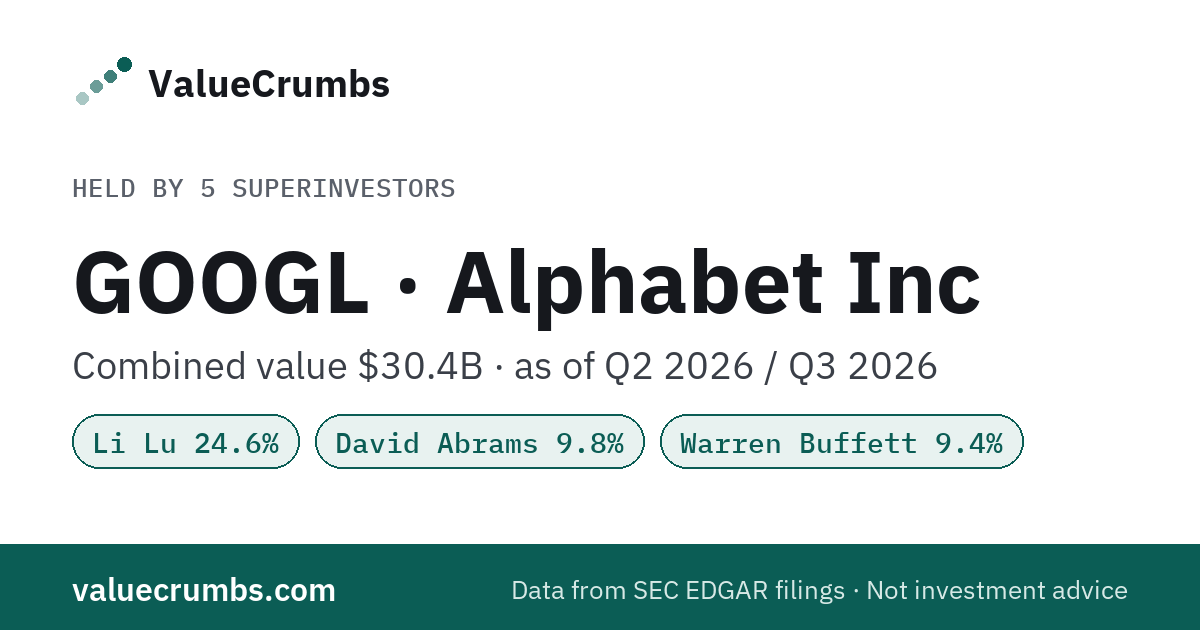 ValueCrumbs
HELD BY 5 SUPERINVESTORS
GOOGL · Alphabet Inc
Combined value $30.4B · as of Q2 2026 / Q3 2026
Li Lu 24.6% David Abrams 9.8% Warren Buffett 9.4%
valuecrumbs.com Data from SEC EDGAR filings · Not investment advice